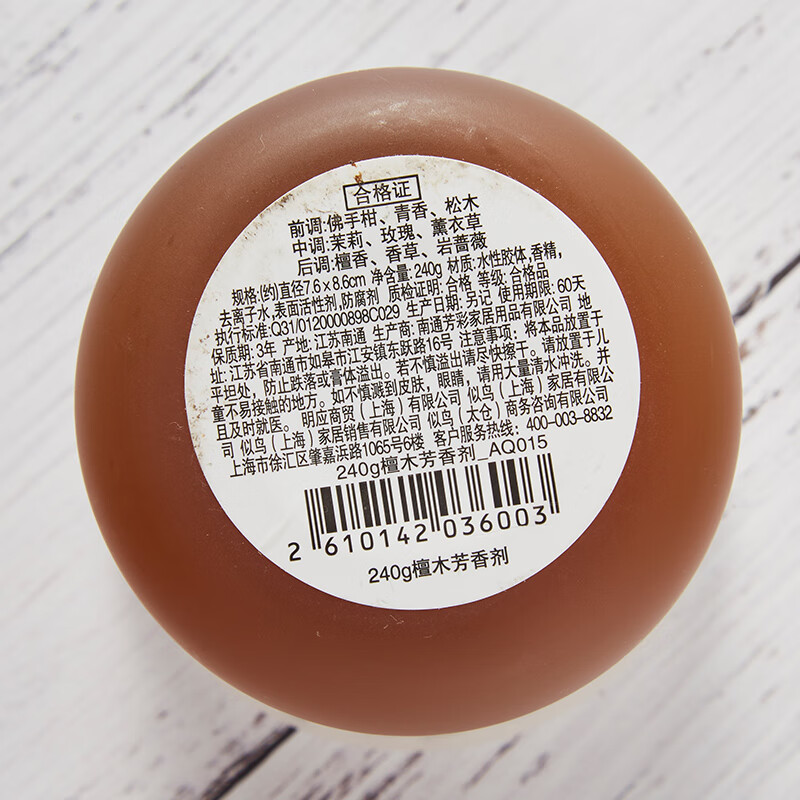 合格证
前调:佛手柑、青香、松木
中调:茉莉、玫瑰、薰衣草
后调:檀香、香草、岩蔷薇
规格:(约)直径7.6×8.6cm 净含量:240g 材质:水性胶体,香精,
去离子水,表面活性剂,防腐剂 质检证明:合格 等级:合格品
执行标准:Q31/0120000898C029 生产日期:另记 使用期限:60天
保质期:3年 产地:江苏南通 生产商:南通芳彩家居用品有限公司 地
址:江苏省南通市如皋市江安镇东跃路16号 注意事项:将本品放置于
平坦处,防止跌落或膏体溢出。若不慎溢出请尽快擦干。请放置于儿
童不易接触的地方。如不慎溅到皮肤,眼睛,请用大量清水冲洗。并
且及时就医。明应商贸(上海)有限公司 似鸟(上海)家居有限公
司 似鸟(上海)家居销售有限公司 似鸟(太仓)商务咨询有限公司
上海市徐汇区肇嘉浜路1065号6楼 客户服务热线:400-003-8832
240g檀木芳香剂_AQ015
2 610142 036003
240g檀木芳香剂